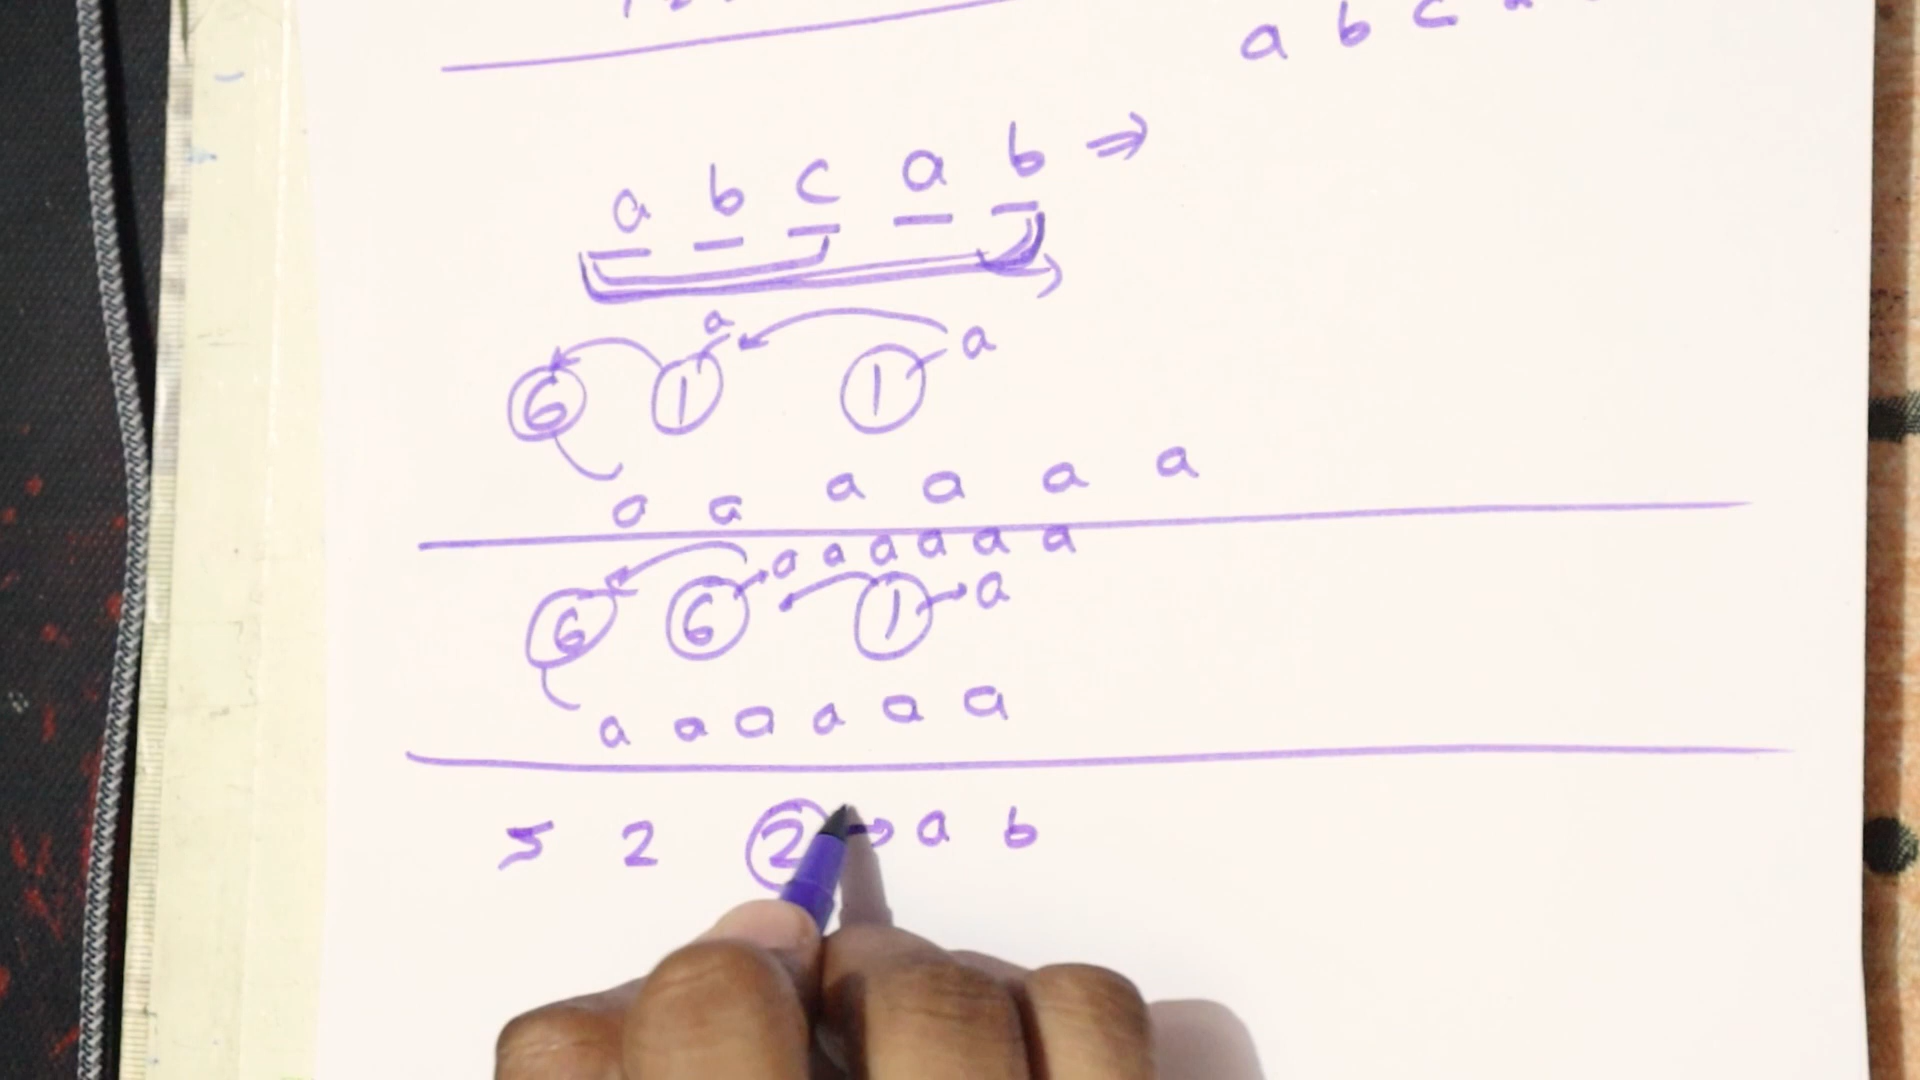 a b c
a b c a b ⇒
a a
6 1 1
a a a a a a
a a a a a a
6 6 1 a
a a a a a a
5 2 2 → a b